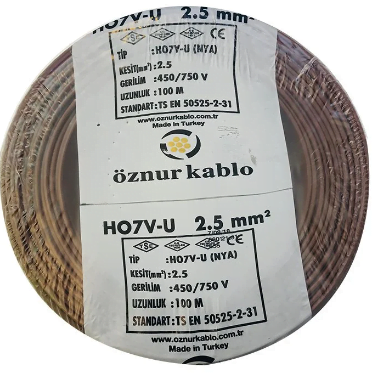 HO7V-U 2.5 mm²
TİP :HO7V-U (NYA)
KESİT(mm²):2.5
GERİLİM :450/750 V
UZUNLUK :100 M
STANDART:TS EN 50525-2-31
www.oznurkablo.com.tr
Made in Turkey
öznur kablo
HO7V-U 2.5 mm²
CE
TİP :HO7V-U (NYA)
KESİT(mm²):2.5
GERİLİM :450/750 V
UZUNLUK :100 M
STANDART:TS EN 50525-2-31
www.oznurkablo.com.tr
Made in Turkey